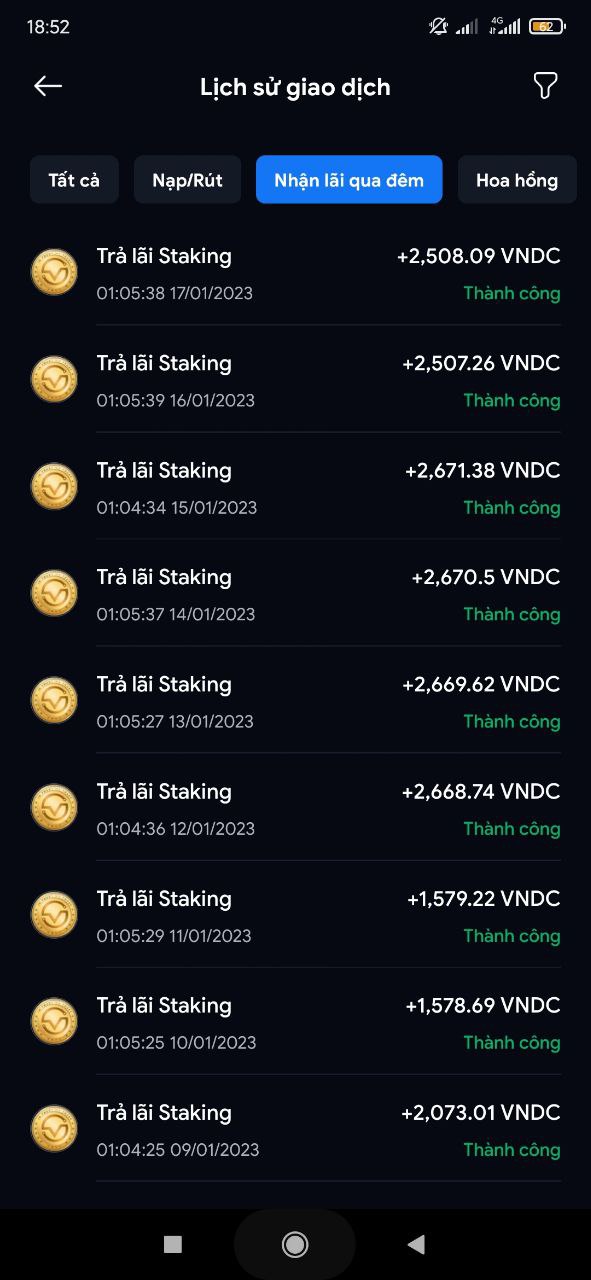 18:52
4G
62
Lịch sử giao dịch
Tất cả
Nạp/Rút
Nhận lãi qua đêm
Hoa hồng
Trả lãi Staking
+2,508.09 VNDC
01:05:38 17/01/2023
Thành công
Trả lãi Staking
+2,507.26 VNDC
01:05:39 16/01/2023
Thành công
Trả lãi Staking
+2,671.38 VNDC
01:04:34 15/01/2023
Thành công
Trả lãi Staking
+2,670.5 VNDC
01:05:37 14/01/2023
Thành công
Trả lãi Staking
+2,669.62 VNDC
01:05:27 13/01/2023
Thành công
Trả lãi Staking
+2,668.74 VNDC
01:04:36 12/01/2023
Thành công
Trả lãi Staking
+1,579.22 VNDC
01:05:29 11/01/2023
Thành công
Trả lãi Staking
+1,578.69 VNDC
01:05:25 10/01/2023
Thành công
Trả lãi Staking
+2,073.01 VNDC
01:04:25 09/01/2023
Thành công